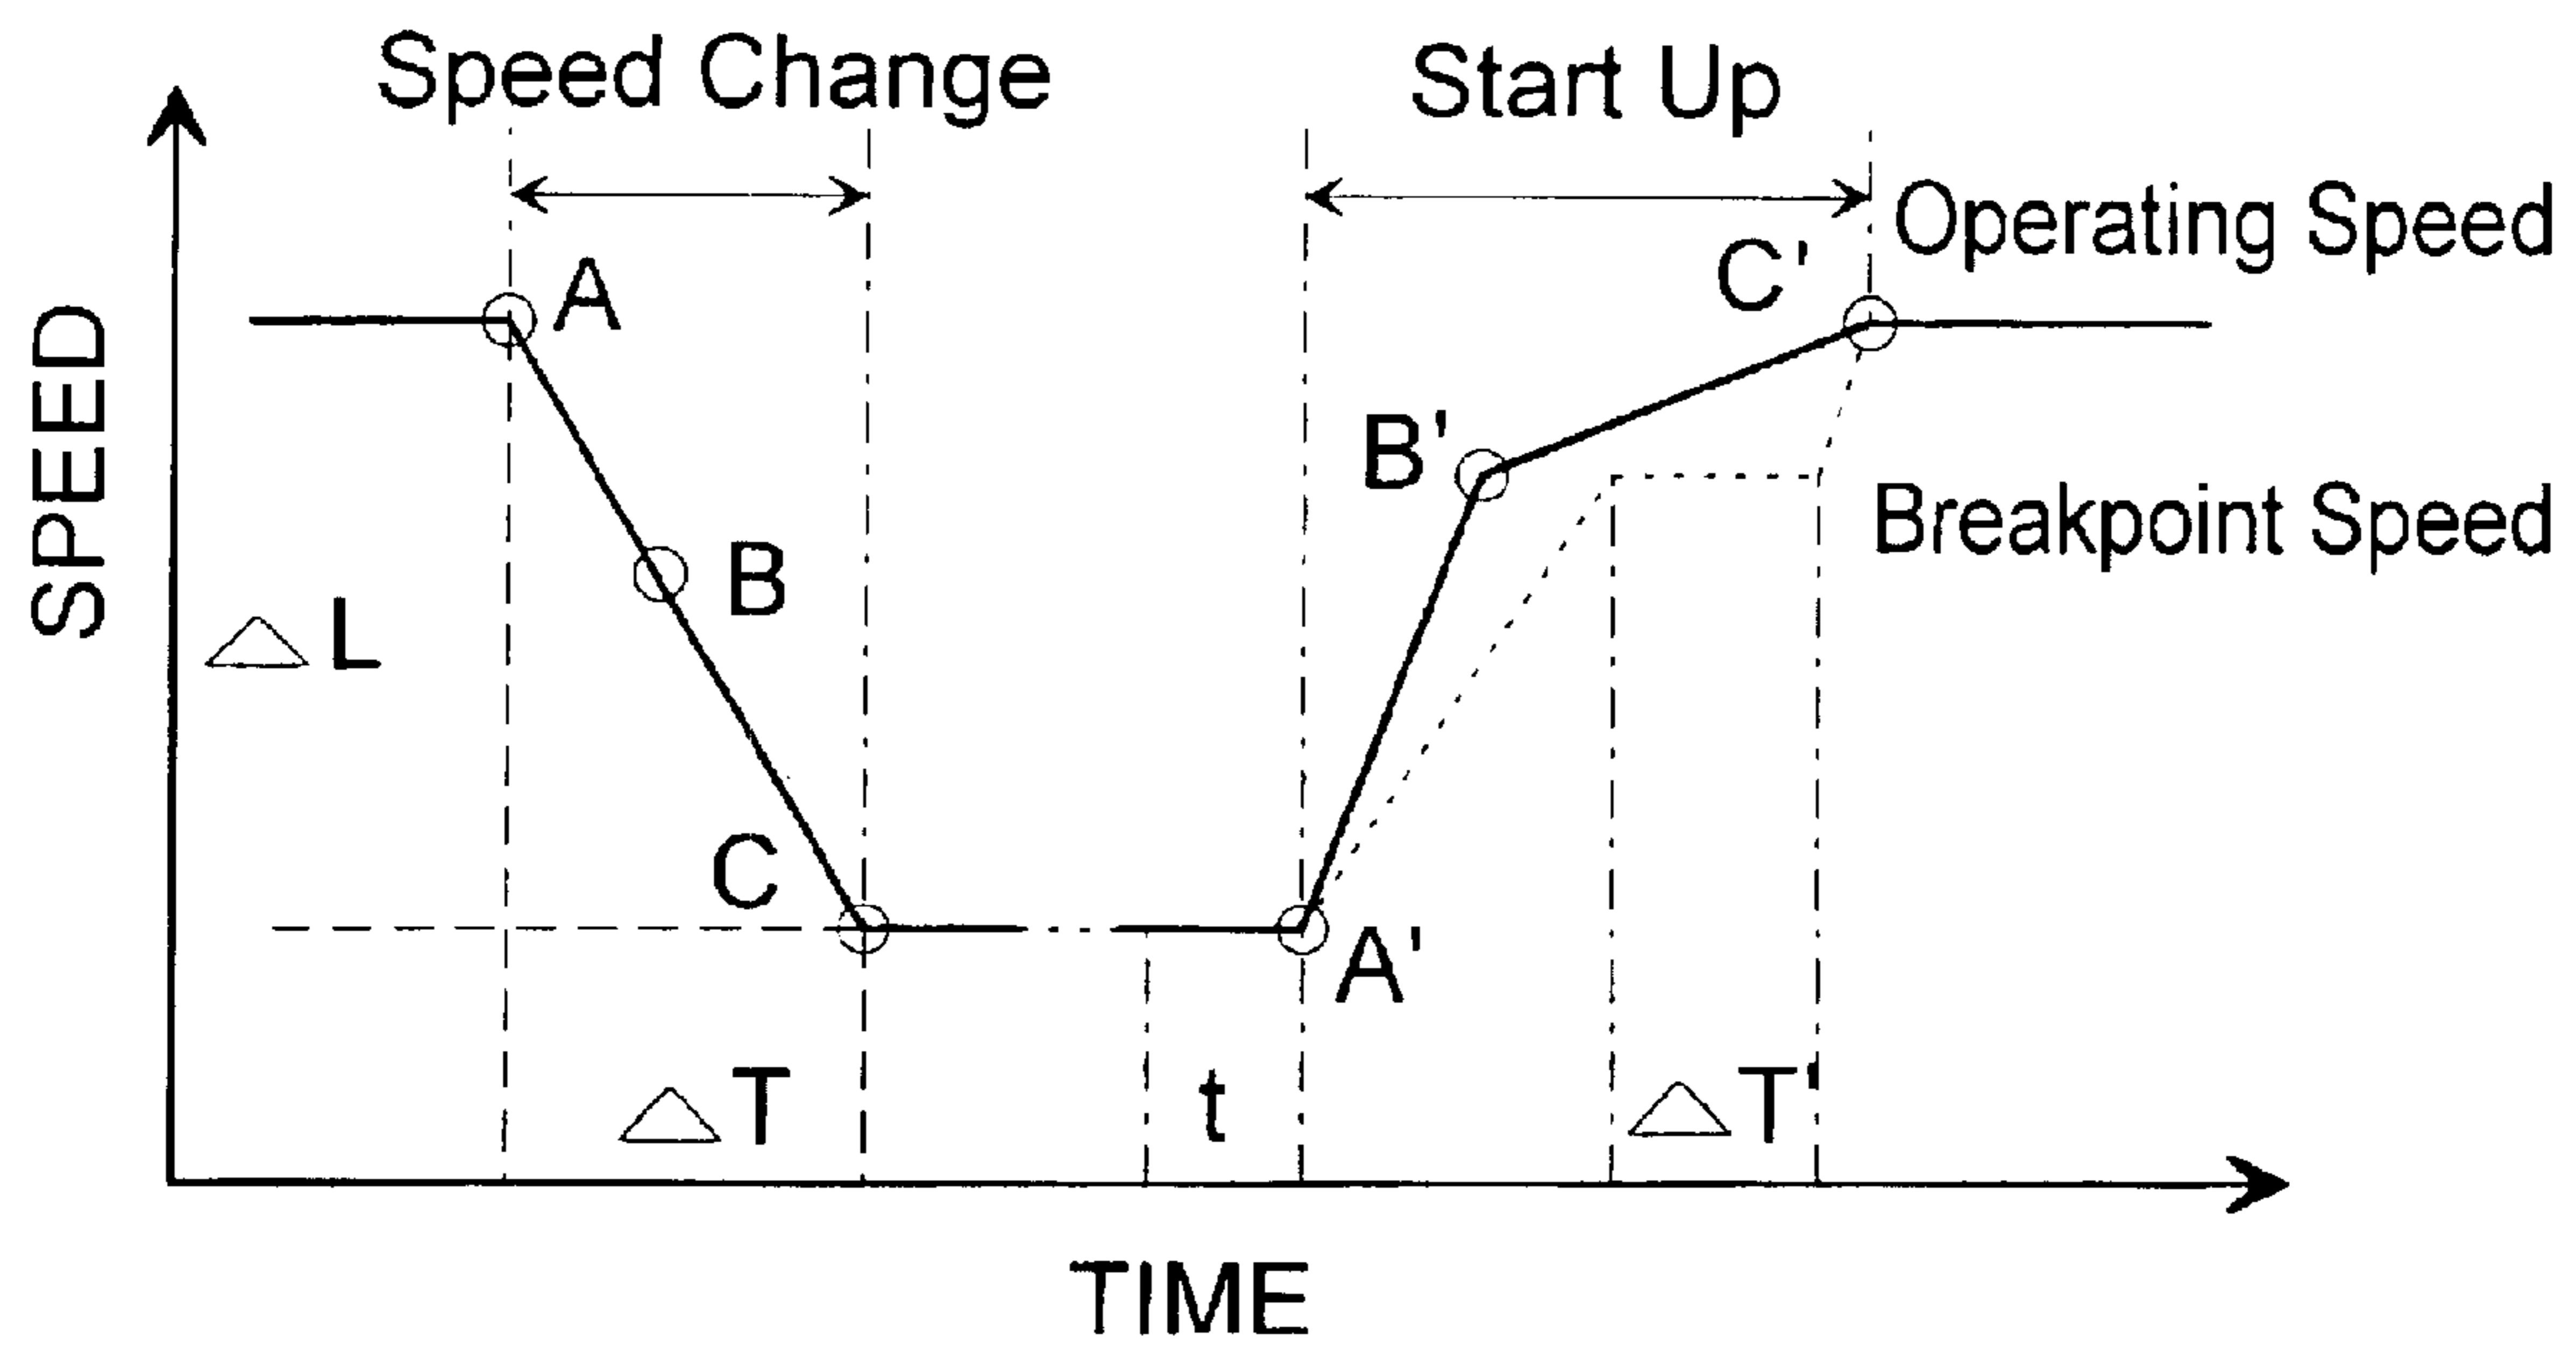 Speed Change
Start Up
Operating Speed
C'
A
SPEED
B'
Breakpoint Speed
B
△L
C
A'
△T
t
△T'
TIME